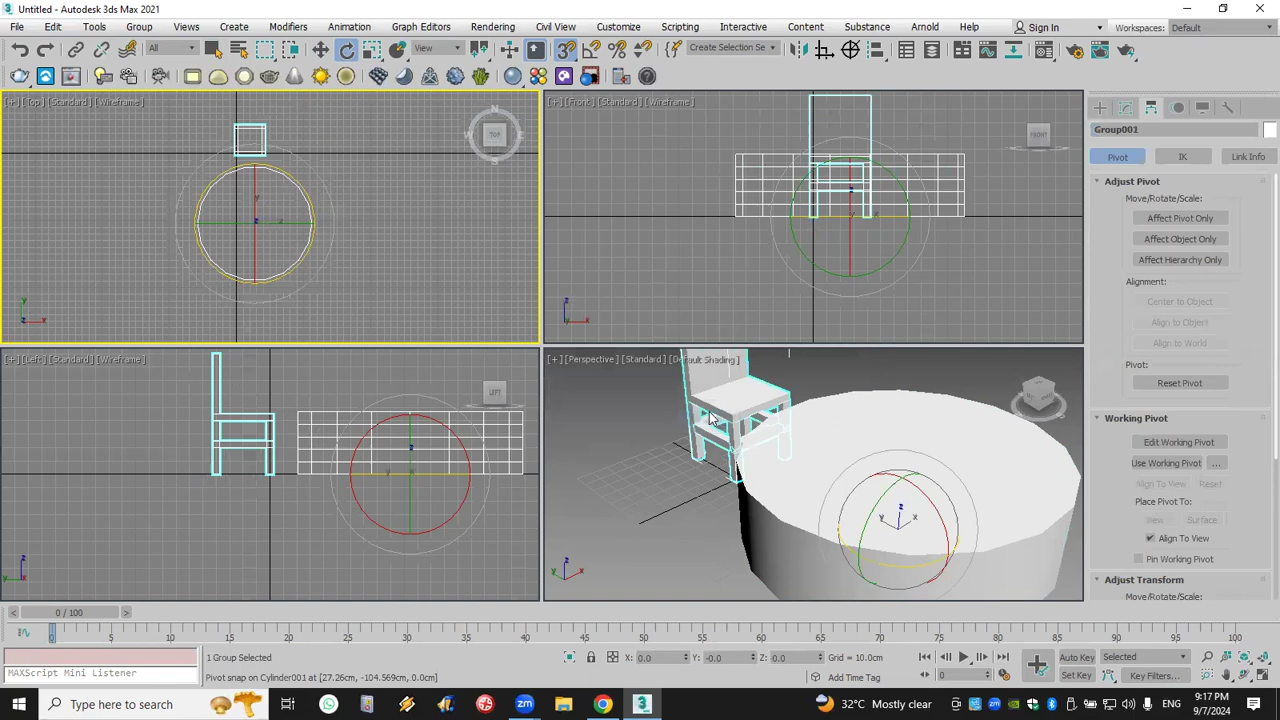 Untitled - Autodesk 3ds Max 2021
File Edit Tools Group Views Create Modifiers Animation Graph Editors Rendering Civil View Customize Scripting Interactive Content Substance Arnold Help Sign In Workspaces: Default
All View Create Selection Se
[+] [Top] [Standard] [Wireframe]
N
W TOP E
S
y
x
z
y
z x
[+] [Front] [Standard] [Wireframe]
FRONT
z
y x
z
x
Group001
Pivot IK Link Info
Adjust Pivot
Move/Rotate/Scale:
Affect Pivot Only
Affect Object Only
Affect Hierarchy Only
Alignment:
Center to Object
Align to Object
Align to World
Pivot:
Reset Pivot
Working Pivot
Edit Working Pivot
Use Working Pivot ...
Align To View Reset
Place Pivot To:
View Surface
Align To View
Pin Working Pivot
Adjust Transform
Move/Rotate/Scale:
[+] [Left] [Standard] [Wireframe]
LEFT
z
y x
z
y
[+] [Perspective] [Standard] [Default Shading]
z
y x
z
y x
< 0 / 100 >
0 5 10 15 20 25 30 35 40 45 50 55 60 65 70 75 80 85 90 95 100
1 Group Selected X: 0.0 Y: -0.0 Z: -0.0 Grid = 10.0cm Auto Key Selected
MAXScript Mini Listener Pivot snap on Cylinder001 at [27.26cm, -104.569cm, 0.0cm] Add Time Tag 0 Set Key Key Filters...
Type here to search zm 3 32°C Mostly clear zm ENG 9:17 PM 9/7/2024